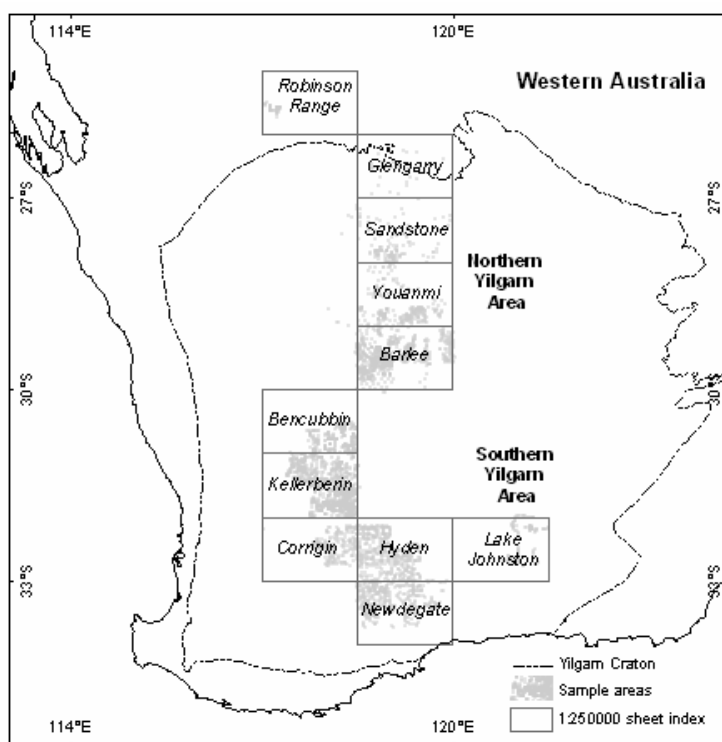 114°E
120°E
Robinson
Range
Western Australia
Glengarry
27°S
27°S
Sandstone
Northern
Yilgarn
Area
Youanmi
Barlee
30°S
30°S
Bencubbin
Southern
Yilgarn
Area
Kellerberin
Corrigin
Hyden
Lake
Johnston
33°S
33°S
Newdegate
Yilgarn Craton
Sample areas
1:250000 sheet index
114°E
120°E